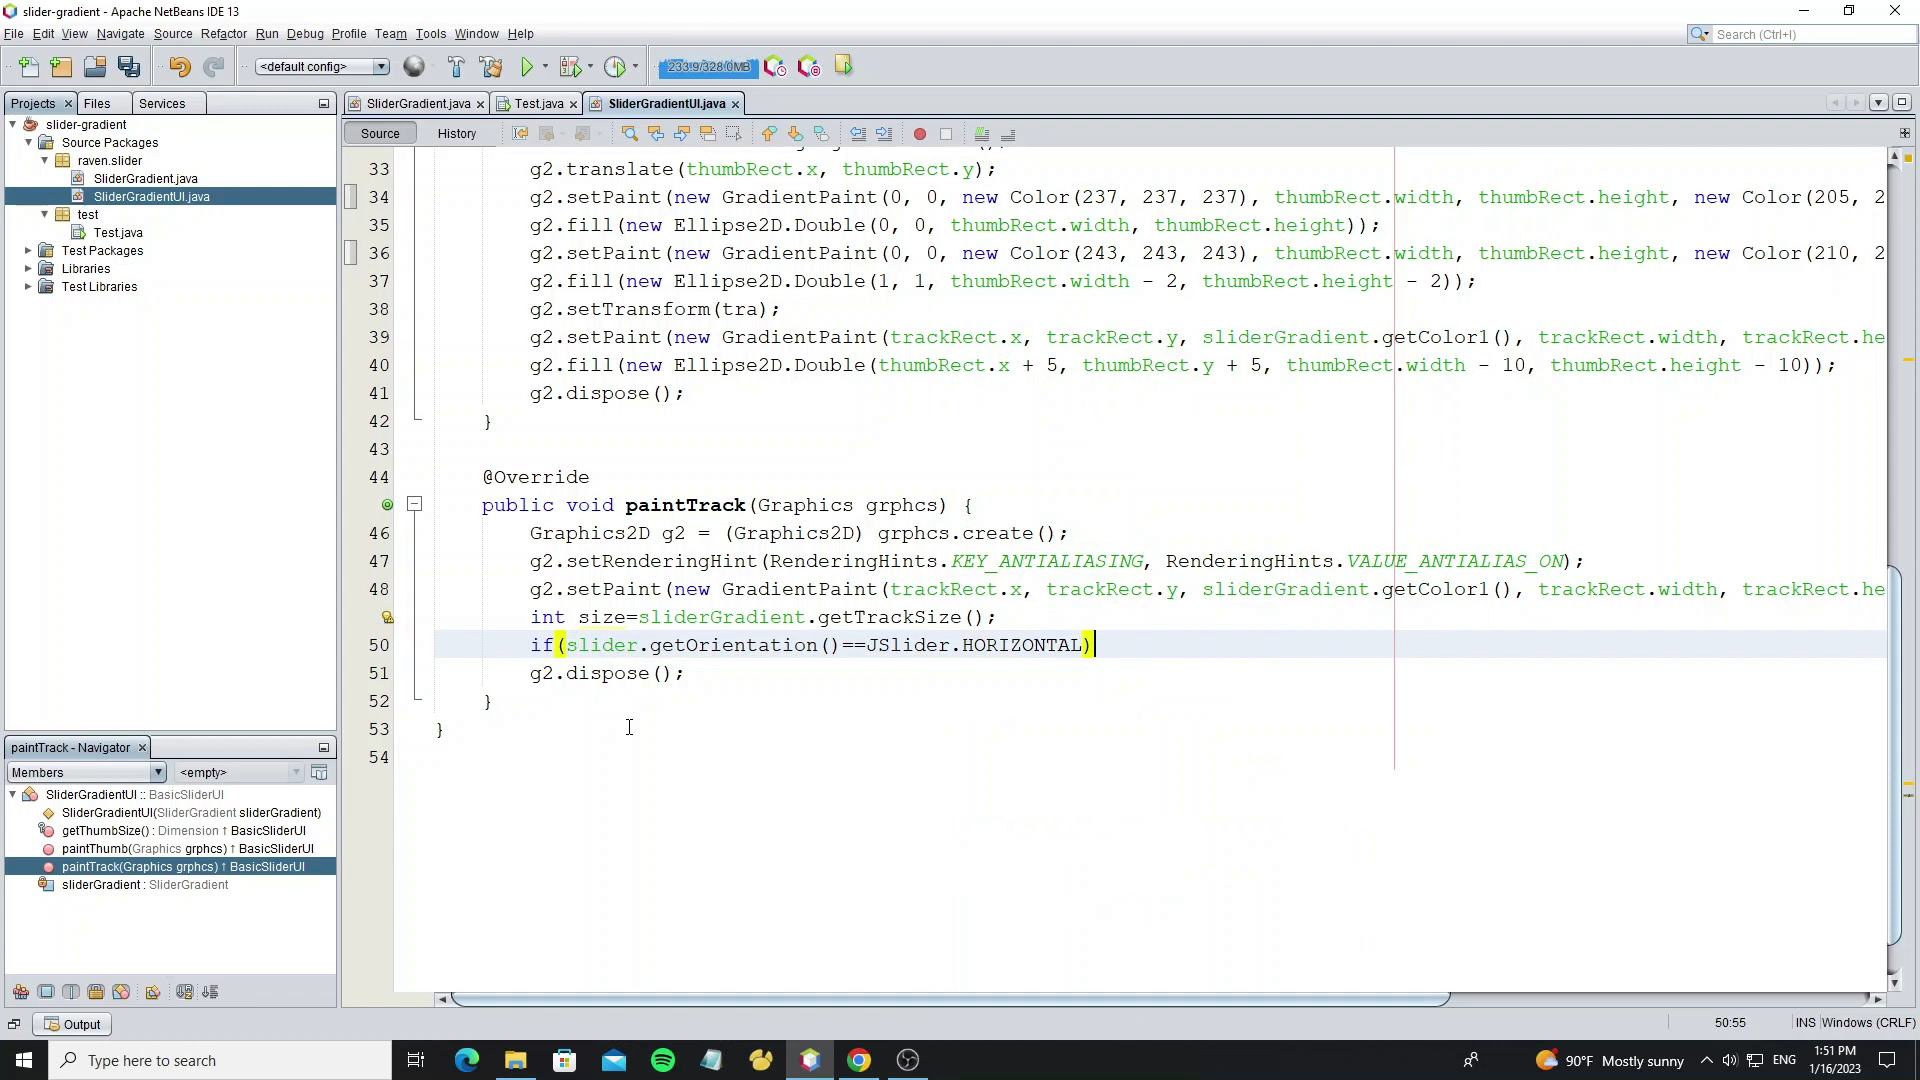 slider-gradient - Apache NetBeans IDE 13
File Edit View Navigate Source Refactor Run Debug Profile Team Tools Window Help
Search (Ctrl+I)
<default config>
233.9/328.0MB
Projects Files Services
SliderGradient.java Test.java SliderGradientUI.java
Source History
slider-gradient
Source Packages
raven.slider
SliderGradient.java
SliderGradientUI.java
test
Test.java
Test Packages
Libraries
Test Libraries
33 g2.translate(thumbRect.x, thumbRect.y);
34 g2.setPaint(new GradientPaint(0, 0, new Color(237, 237, 237), thumbRect.width, thumbRect.height, new Color(205, 2
35 g2.fill(new Ellipse2D.Double(0, 0, thumbRect.width, thumbRect.height));
36 g2.setPaint(new GradientPaint(0, 0, new Color(243, 243, 243), thumbRect.width, thumbRect.height, new Color(210, 2
37 g2.fill(new Ellipse2D.Double(1, 1, thumbRect.width - 2, thumbRect.height - 2));
38 g2.setTransform(tra);
39 g2.setPaint(new GradientPaint(trackRect.x, trackRect.y, sliderGradient.getColor1(), trackRect.width, trackRect.he
40 g2.fill(new Ellipse2D.Double(thumbRect.x + 5, thumbRect.y + 5, thumbRect.width - 10, thumbRect.height - 10));
41 g2.dispose();
42 }
43
44 @Override
public void paintTrack(Graphics grphcs) {
46 Graphics2D g2 = (Graphics2D) grphcs.create();
47 g2.setRenderingHint(RenderingHints.KEY_ANTIALIASING, RenderingHints.VALUE_ANTIALIAS_ON);
48 g2.setPaint(new GradientPaint(trackRect.x, trackRect.y, sliderGradient.getColor1(), trackRect.width, trackRect.he
int size=sliderGradient.getTrackSize();
50 if(slider.getOrientation()==JSlider.HORIZONTAL)
51 g2.dispose();
52 }
53 }
54
paintTrack - Navigator
Members <empty>
SliderGradientUI :: BasicSliderUI
SliderGradientUI(SliderGradient sliderGradient)
getThumbSize() : Dimension ↑ BasicSliderUI
paintThumb(Graphics grphcs) ↑ BasicSliderUI
paintTrack(Graphics grphcs) ↑ BasicSliderUI
sliderGradient : SliderGradient
Output
50:55 INS Windows (CRLF)
Type here to search
90°F Mostly sunny
ENG
1:51 PM
1/16/2023